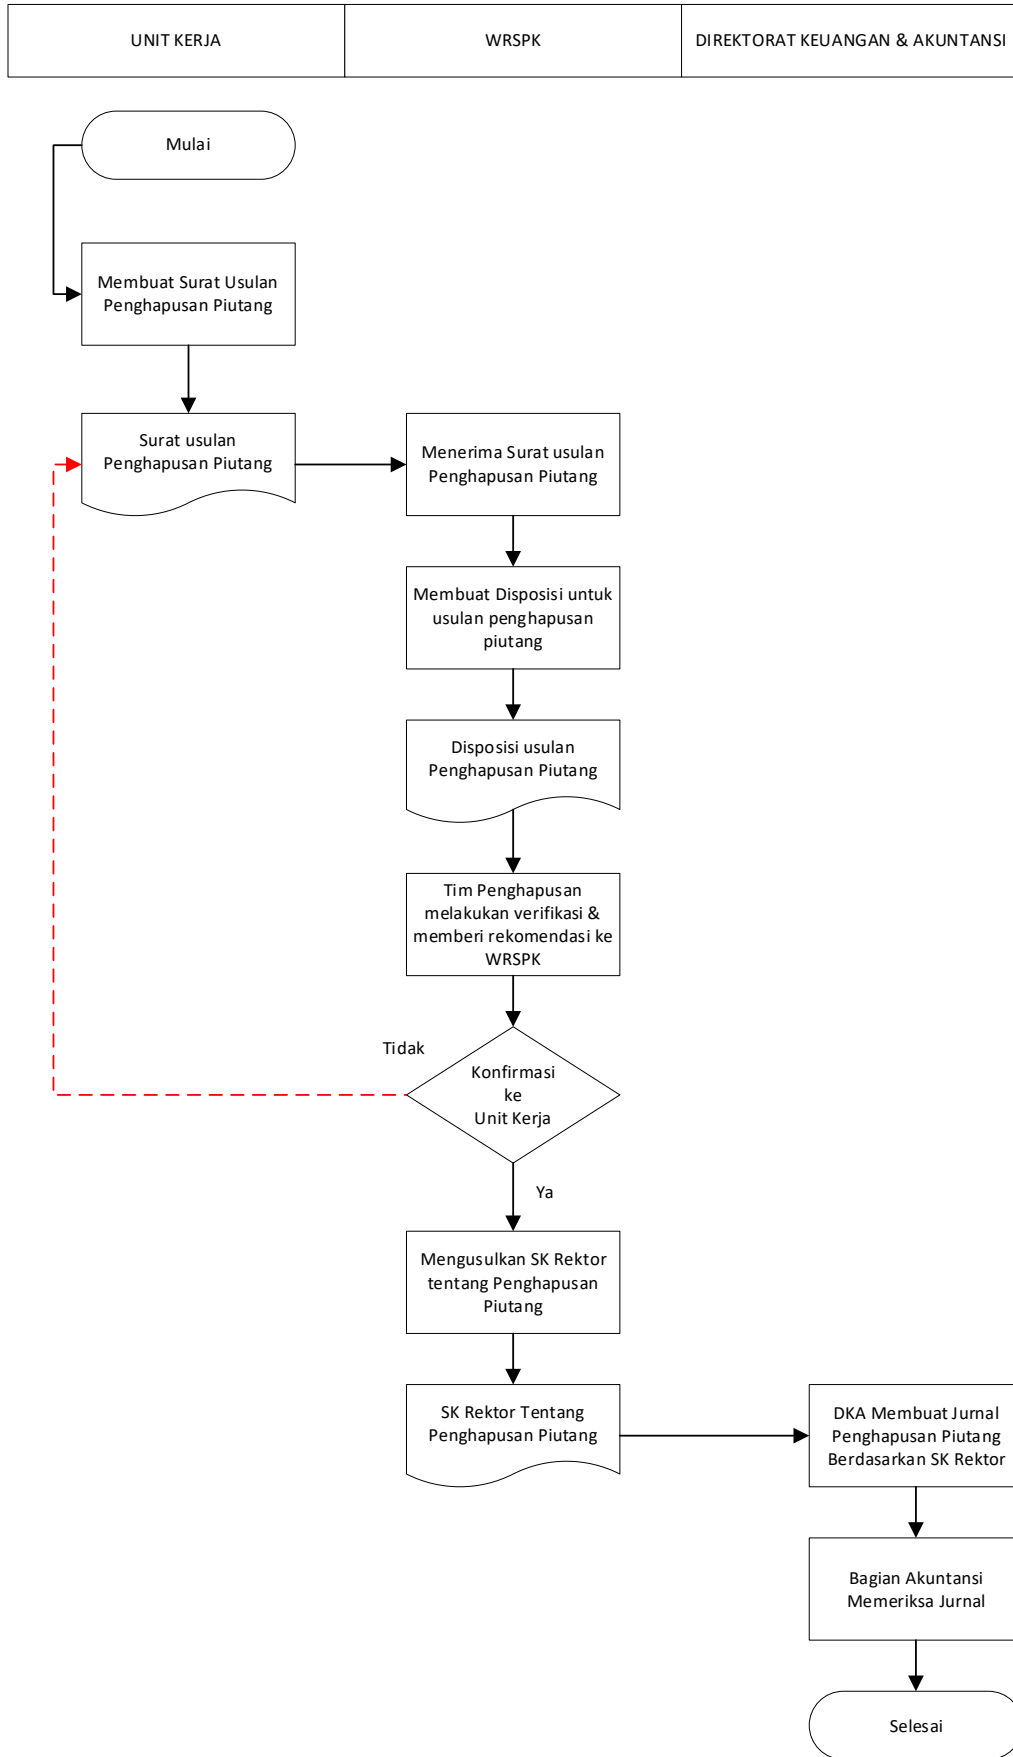 UNIT KERJA
WRSPK
DIREKTORAT KEUANGAN & AKUNTANSI
Mulai
Membuat Surat Usulan
Penghapusan Piutang
Surat usulan
Penghapusan Piutang
Menerima Surat usulan
Penghapusan Piutang
Membuat Disposisi untuk
usulan penghapusan
piutang
Disposisi usulan
Penghapusan Piutang
Tim Penghapusan
melakukan verifikasi &
memberi rekomendasi ke
WRSPK
Tidak
Konfirmasi
ke
Unit Kerja
Ya
Mengusulkan SK Rektor
tentang Penghapusan
Piutang
SK Rektor Tentang
Penghapusan Piutang
DKA Membuat Jurnal
Penghapusan Piutang
Berdasarkan SK Rektor
Bagian Akuntansi
Memeriksa Jurnal
Selesai